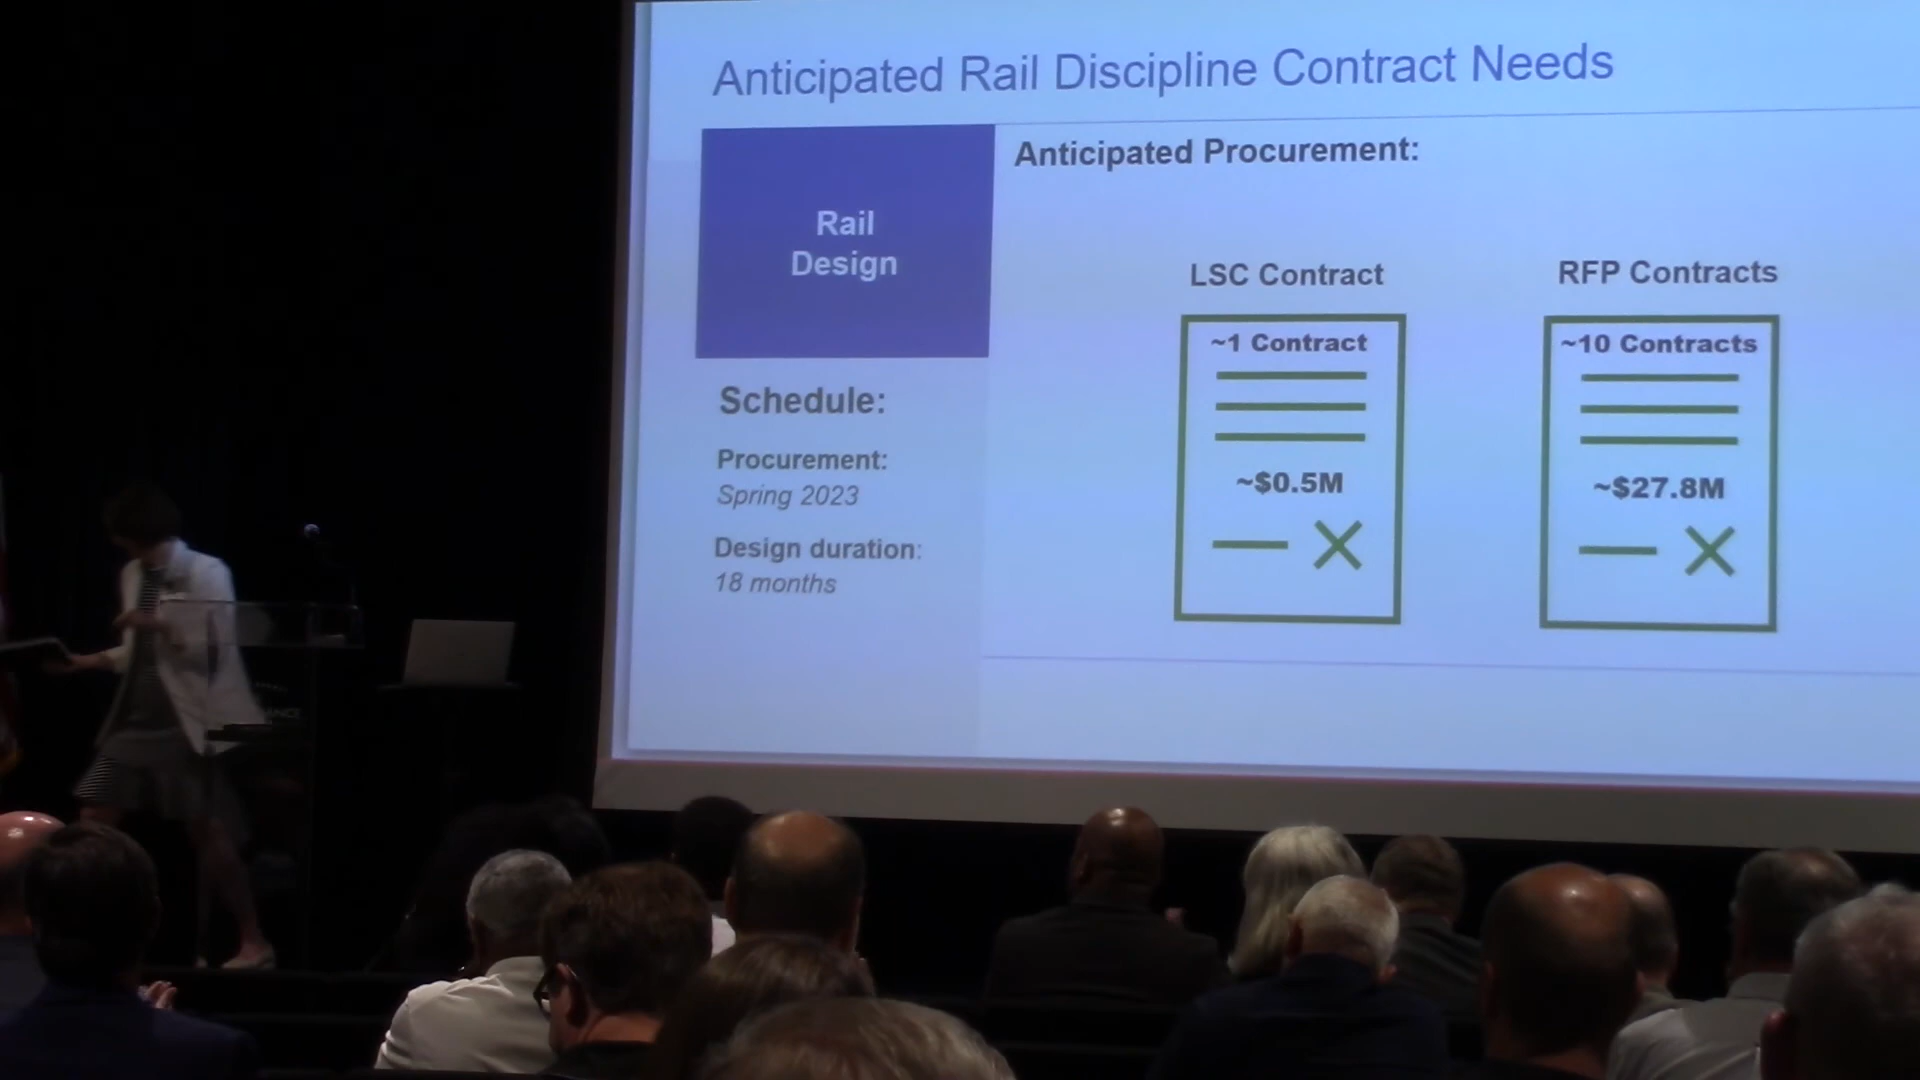 Anticipated Rail Discipline Contract Needs
Rail
Design
Schedule:
Procurement:
Spring 2023
Design duration:
18 months
Anticipated Procurement:
LSC Contract
~1 Contract
~$0.5M
RFP Contracts
~10 Contracts
~$27.8M